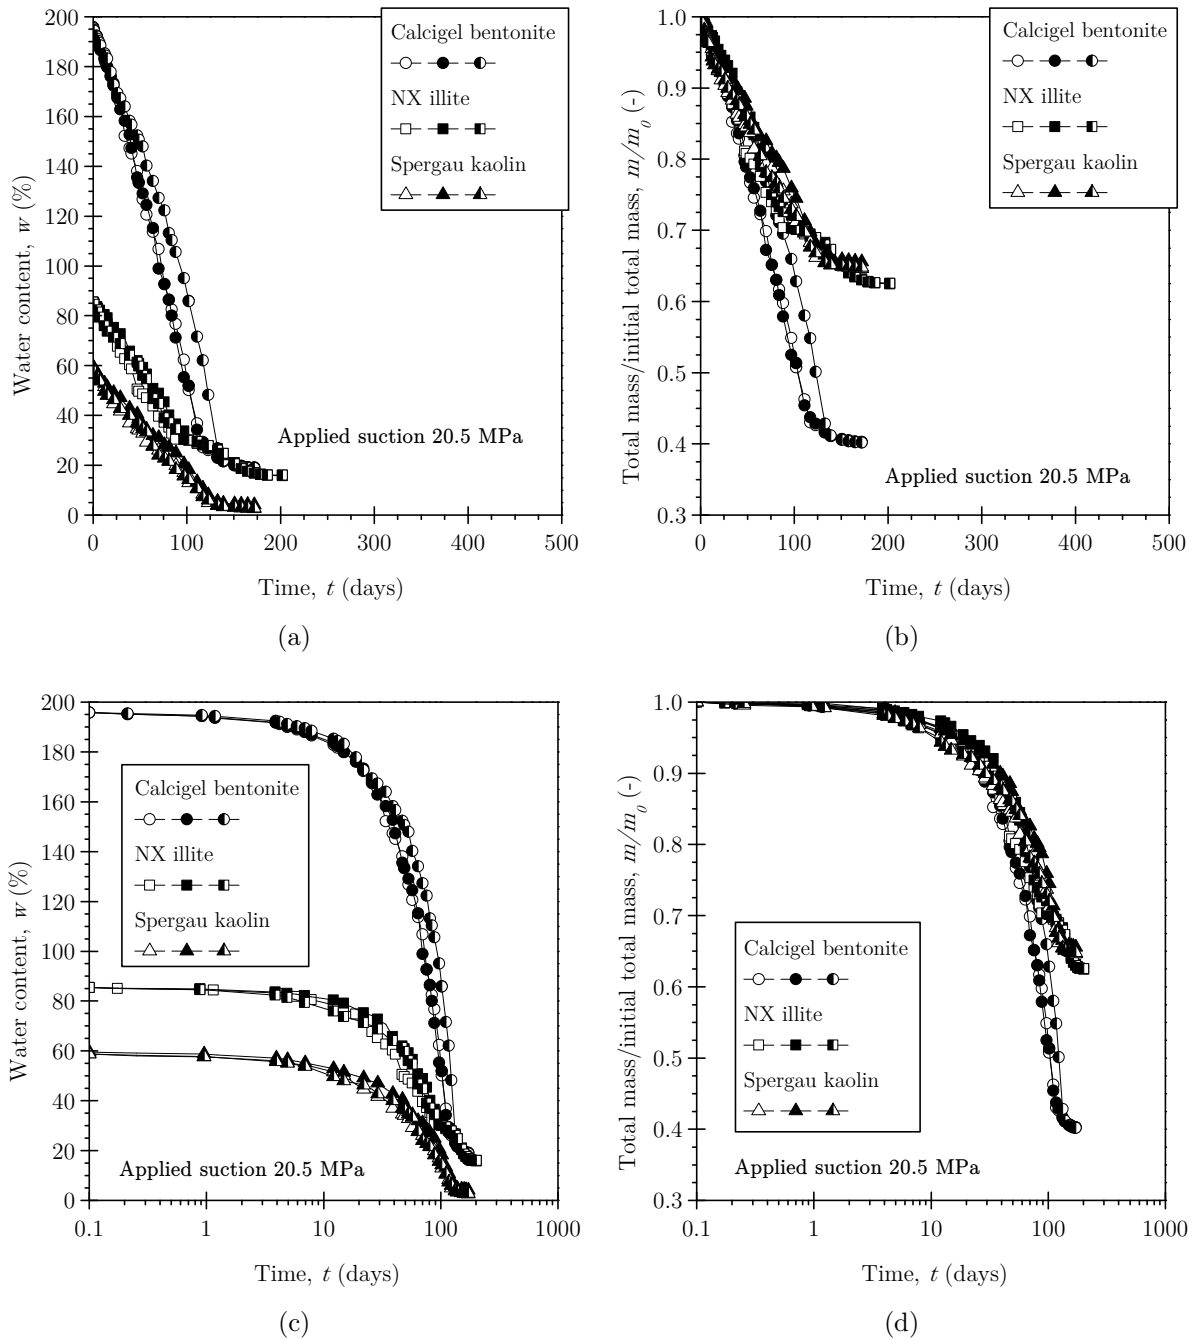 200
180
160
140
120
100
80
60
40
20
0
Water content, w (%)
Calcigel bentonite
NX illite
Spergau kaolin
Applied suction 20.5 MPa
0 100 200 300 400 500
Time, t (days)
(a)
1.0
0.9
0.8
0.7
0.6
0.5
0.4
0.3
Total mass/initial total mass, m/m₀ (-)
Calcigel bentonite
NX illite
Spergau kaolin
Applied suction 20.5 MPa
0 100 200 300 400 500
Time, t (days)
(b)
200
180
160
140
120
100
80
60
40
20
0
Water content, w (%)
Calcigel bentonite
NX illite
Spergau kaolin
Applied suction 20.5 MPa
0.1 1 10 100 1000
Time, t (days)
(c)
1.0
0.9
0.8
0.7
0.6
0.5
0.4
0.3
Total mass/initial total mass, m/m₀ (-)
Calcigel bentonite
NX illite
Spergau kaolin
Applied suction 20.5 MPa
0.1 1 10 100 1000
Time, t (days)
(d)